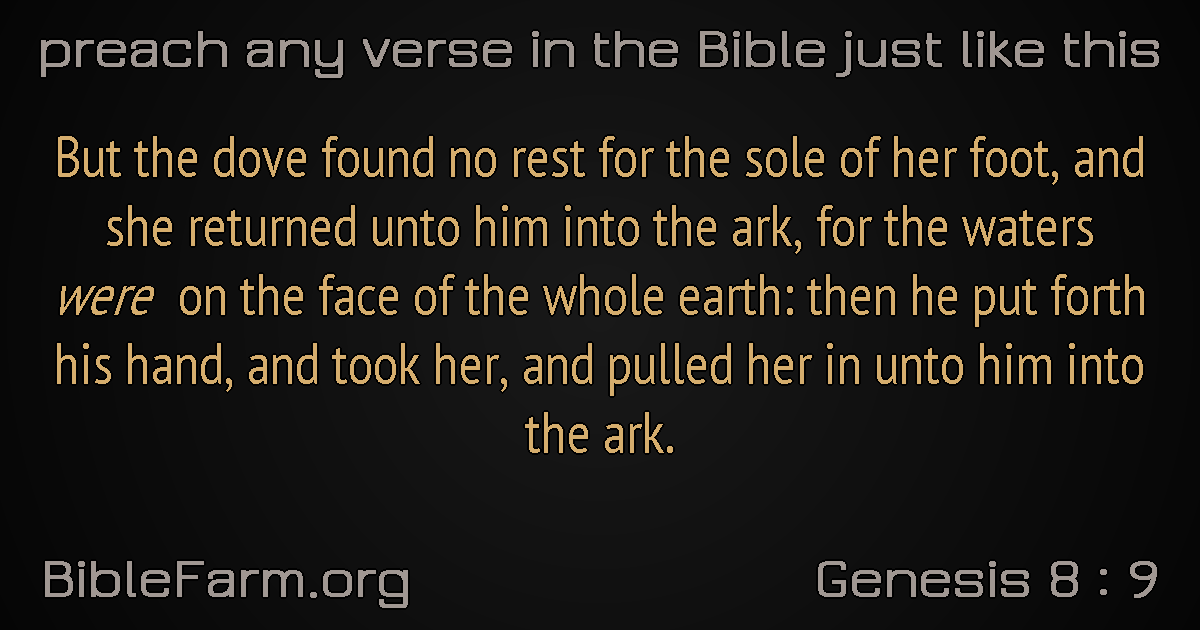 preach any verse in the Bible just like this
But the dove found no rest for the sole of her foot, and
she returned unto him into the ark, for the waters
were on the face of the whole earth: then he put forth
his hand, and took her, and pulled her in unto him into
the ark.
BibleFarm.org
Genesis 8 : 9